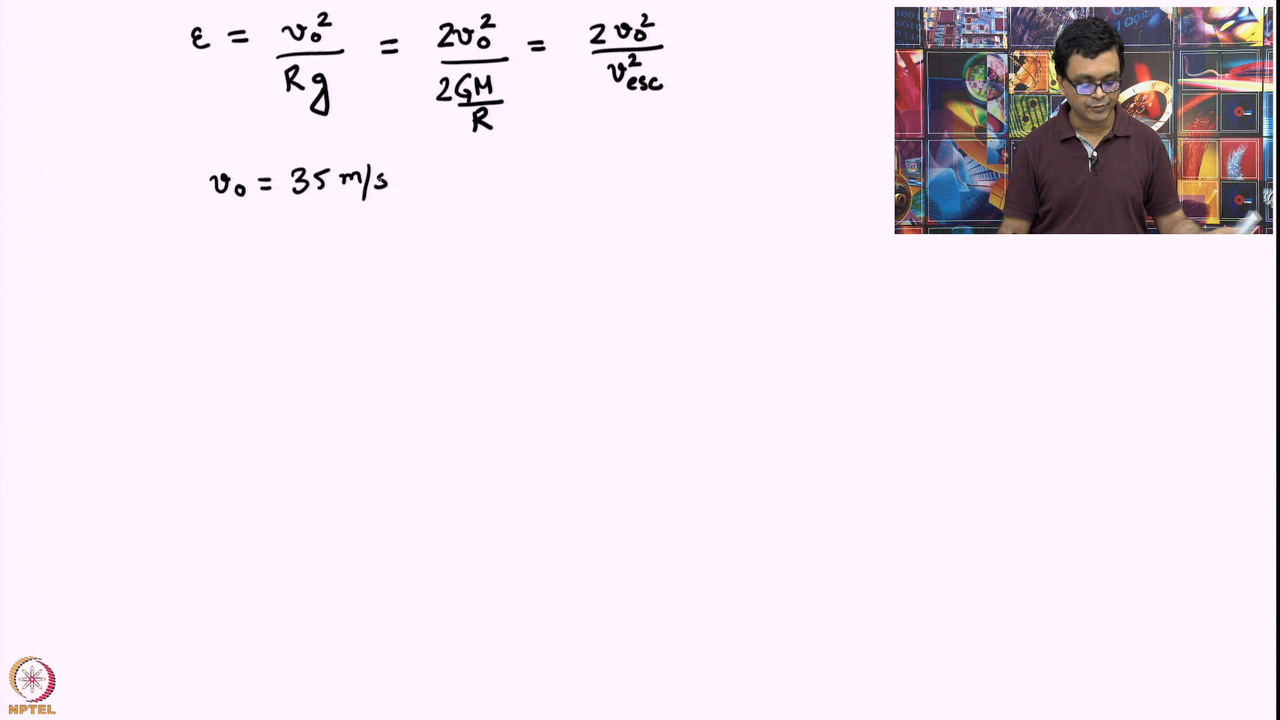 ε = v₀² / Rg = 2v₀² / (2GM/R) = 2v₀² / v²esc
v₀ = 35 m/s
NPTEL